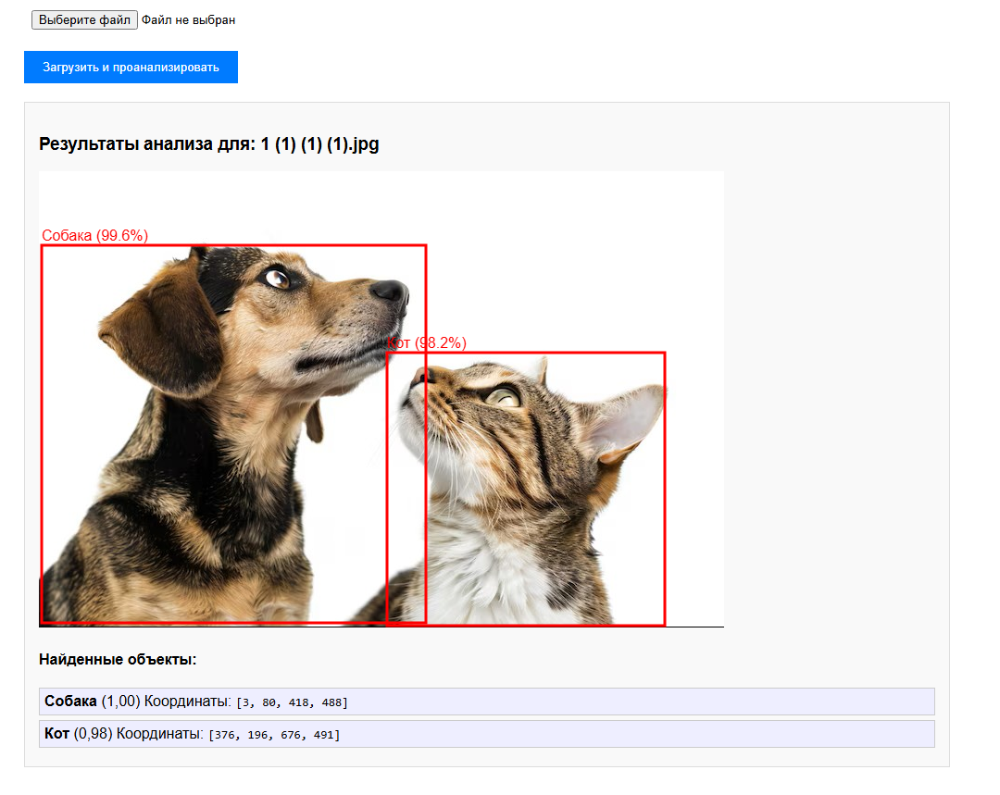 Выберите файл Файл не выбран
Загрузить и проанализировать
Результаты анализа для: 1 (1) (1) (1).jpg
Собака (99.6%)
Кот (98.2%)
Найденные объекты:
Собака (1,00) Координаты: [3, 80, 418, 488]
Кот (0,98) Координаты: [376, 196, 676, 491]